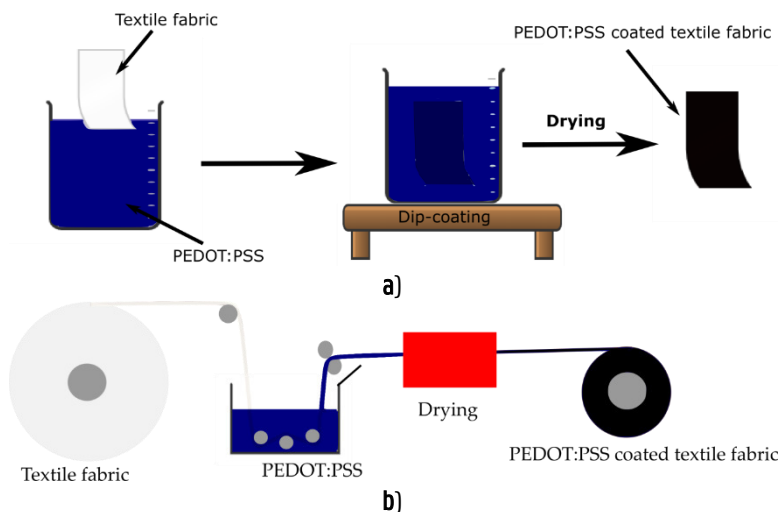 Textile fabric
PEDOT:PSS coated textile fabric
Drying
Dip-coating
PEDOT:PSS
a)
Drying
Textile fabric
PEDOT:PSS
PEDOT:PSS coated textile fabric
b)